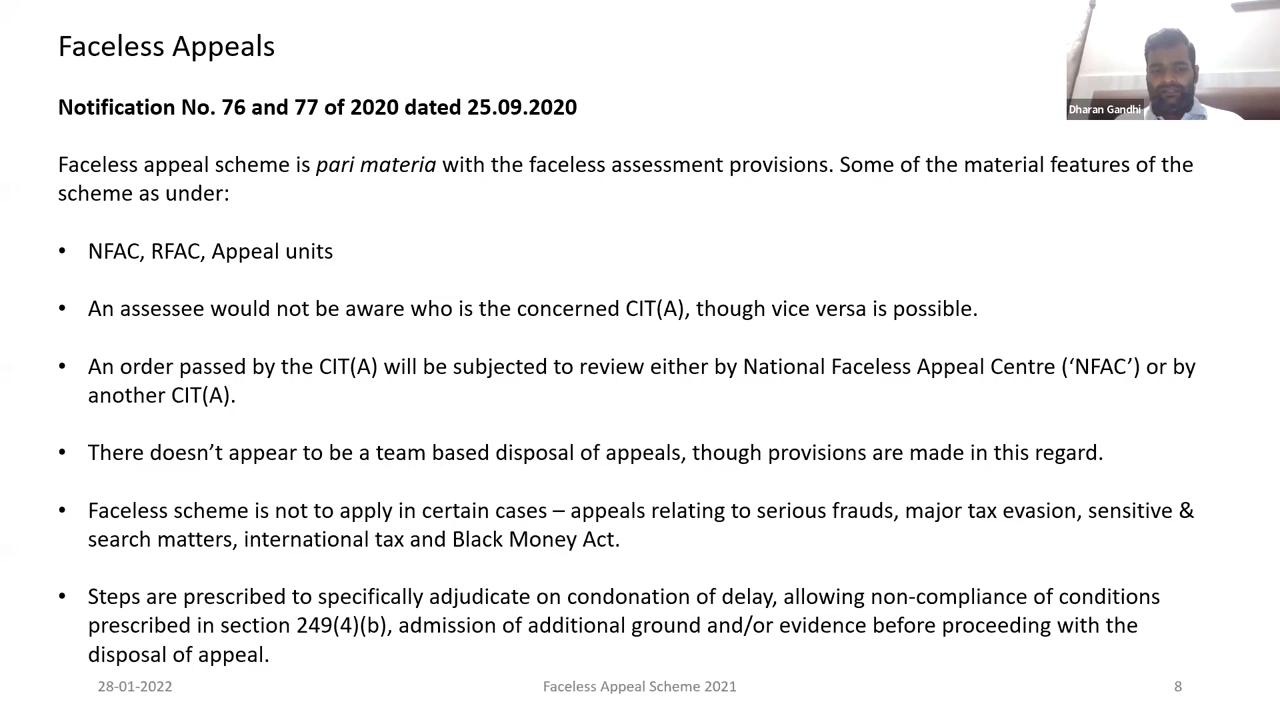 Faceless Appeals
Dharan Gandhi
Notification No. 76 and 77 of 2020 dated 25.09.2020
Faceless appeal scheme is pari materia with the faceless assessment provisions. Some of the material features of the
scheme as under:
• NFAC, RFAC, Appeal units
• An assessee would not be aware who is the concerned CIT(A), though vice versa is possible.
• An order passed by the CIT(A) will be subjected to review either by National Faceless Appeal Centre (‘NFAC’) or by
another CIT(A).
• There doesn’t appear to be a team based disposal of appeals, though provisions are made in this regard.
• Faceless scheme is not to apply in certain cases – appeals relating to serious frauds, major tax evasion, sensitive &
search matters, international tax and Black Money Act.
• Steps are prescribed to specifically adjudicate on condonation of delay, allowing non-compliance of conditions
prescribed in section 249(4)(b), admission of additional ground and/or evidence before proceeding with the
disposal of appeal.
28-01-2022 Faceless Appeal Scheme 2021 8